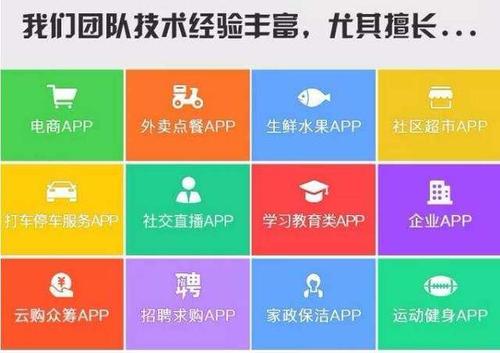 我们团队技术经验丰富，尤其擅长...
电商APP
外卖点餐APP
生鲜水果APP
社区超市APP
打车停车服务APP
社交直播APP
学习教育类APP
企业APP
聘
云购众筹APP
招聘求购APP
家政保洁APP
运动健身APP